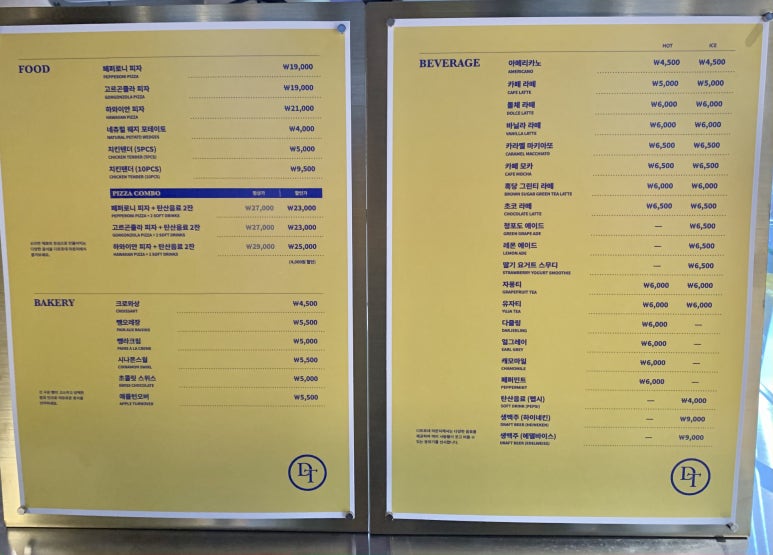 FOOD
페퍼로니 피자 ₩19,000
PEPPERONI PIZZA
고르곤졸라 피자 ₩19,000
GORGONZOLA PIZZA
하와이안 피자 ₩21,000
HAWAIIAN PIZZA
네츄럴 웨지 포테이토 ₩4,000
NATURAL POTATO WEDGES
치킨텐더 (5PCS) ₩5,000
CHICKEN TENDER (5PCS)
치킨텐더 (10PCS) ₩9,500
CHICKEN TENDER (10PCS)
PIZZA COMBO 정상가 할인가
페퍼로니 피자 + 탄산음료 2잔 ₩27,000 ₩23,000
PEPPERONI PIZZA + 2 SOFT DRINKS
고르곤졸라 피자 + 탄산음료 2잔 ₩27,000 ₩23,000
GORGONZOLA PIZZA + 2 SOFT DRINKS
하와이안 피자 + 탄산음료 2잔 ₩29,000 ₩25,000
HAWAIIAN PIZZA + 2 SOFT DRINKS
(4,000원 할인)
BAKERY
크로와상 ₩4,500
CROISSANT
뺑오레장 ₩5,500
PAIN AUX RAISINS
뺑라크림 ₩5,000
PAINS A LA CREME
시나몬스월 ₩5,500
CINNAMON SWIRL
초콜릿 스위스 ₩5,000
SWISS CHOCOLATE
애플턴오버 ₩5,500
APPLE TURNOVER
DT
HOT ICE
BEVERAGE
아메리카노 ₩4,500 ₩4,500
AMERICANO
카페 라떼 ₩5,000 ₩5,000
CAFE LATTE
돌체 라떼 ₩6,000 ₩6,000
DOLCE LATTE
바닐라 라떼 ₩6,000 ₩6,000
VANILLA LATTE
카라멜 마키아또 ₩6,500 ₩6,500
CARAMEL MACCHIATO
카페 모카 ₩6,500 ₩6,500
CAFE MOCHA
흑당 그린티 라떼 ₩6,000 ₩6,000
BROWN SUGAR GREEN TEA LATTE
초코 라떼 ₩6,500 ₩6,500
CHOCOLATE LATTE
청포도 에이드 — ₩6,500
GREEN GRAPE ADE
레몬 에이드 — ₩6,500
LEMON ADE
딸기 요거트 스무디 — ₩6,500
STRAWBERRY YOGURT SMOOTHIE
자몽티 ₩6,000 ₩6,000
GRAPEFRUIT TEA
유자티 ₩6,000 ₩6,000
YUJA TEA
다즐링 ₩6,000 —
DARJEELING
얼그레이 ₩6,000 —
EARL GREY
캐모마일 ₩6,000 —
CHAMOMILE
페퍼민트 ₩6,000 —
PEPPERMINT
탄산음료 (펩시) — ₩4,000
SOFT DRINK (PEPSI)
생맥주 (하이네킨) — ₩9,000
DRAFT BEER (HEINEKEN)
생맥주 (에델바이스) — ₩9,000
DRAFT BEER (EDELWEISS)
DT